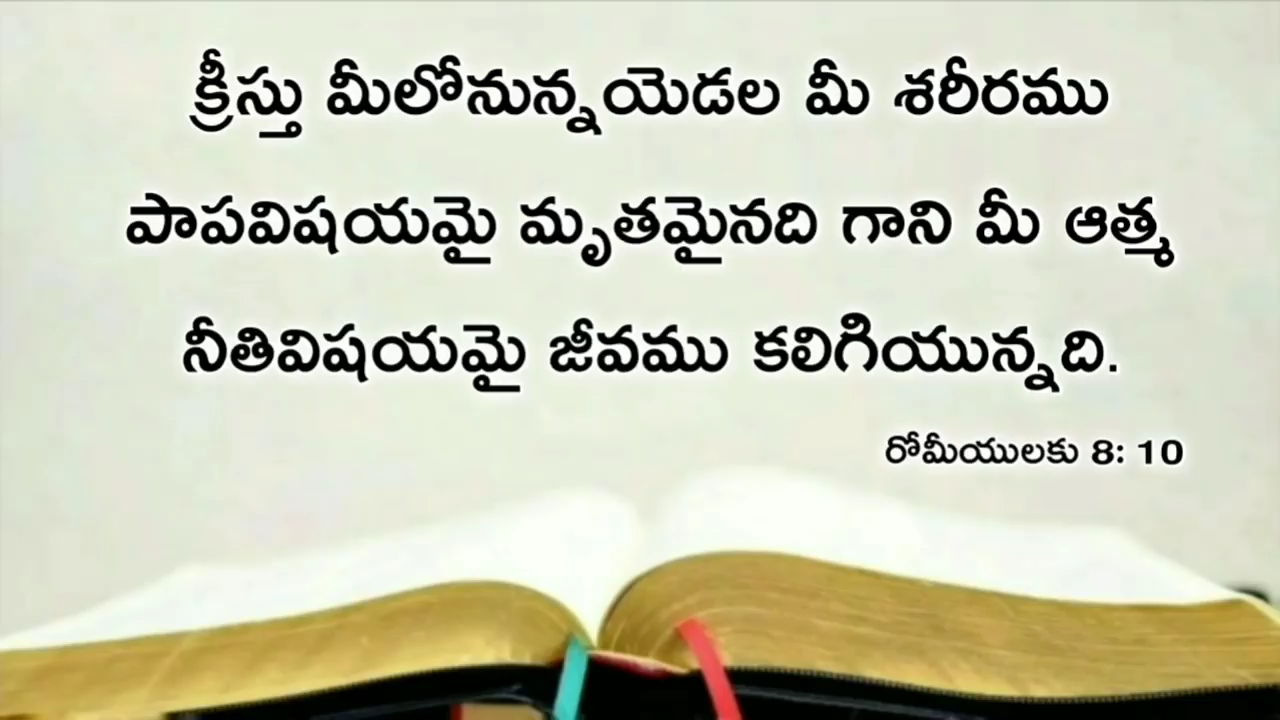 క్రీస్తు మీలోనున్నయెడల మీ శరీరము
పాపవిషయమై మృతమైనది గాని మీ ఆత్మ
నీతివిషయమై జీవము కలిగియున్నది.
రోమీయులకు 8: 10